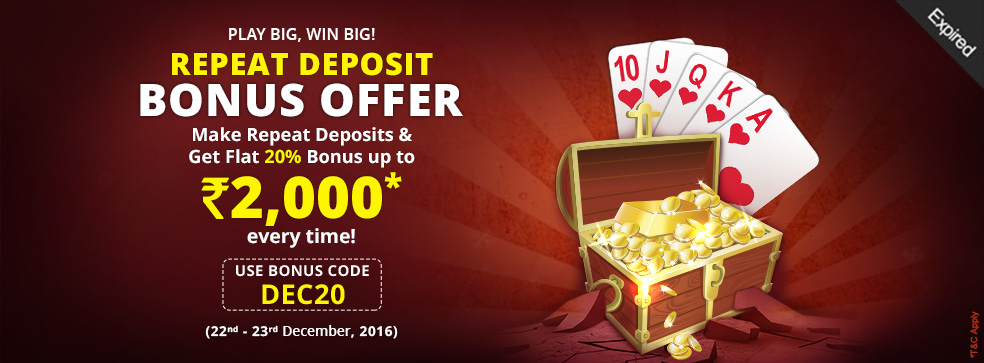 PLAY BIG, WIN BIG!
REPEAT DEPOSIT
BONUS OFFER
Make Repeat Deposits &
Get Flat 20% Bonus up to
₹2,000*
every time!
USE BONUS CODE
DEC20
(22nd - 23rd December, 2016)
10
J
Q
K
A
Expired
*T&C Apply